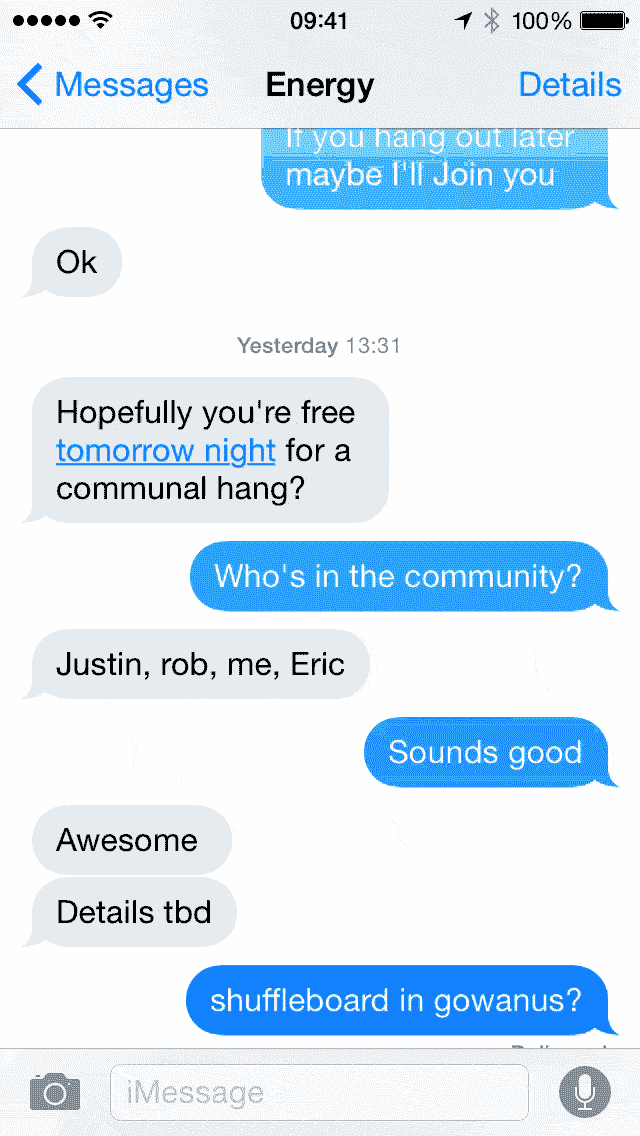 09:41 100%
Messages Energy Details
If you hang out later
maybe I'll Join you
Ok
Yesterday 13:31
Hopefully you're free
tomorrow night for a
communal hang?
Who's in the community?
Justin, rob, me, Eric
Sounds good
Awesome
Details tbd
shuffleboard in gowanus?
iMessage